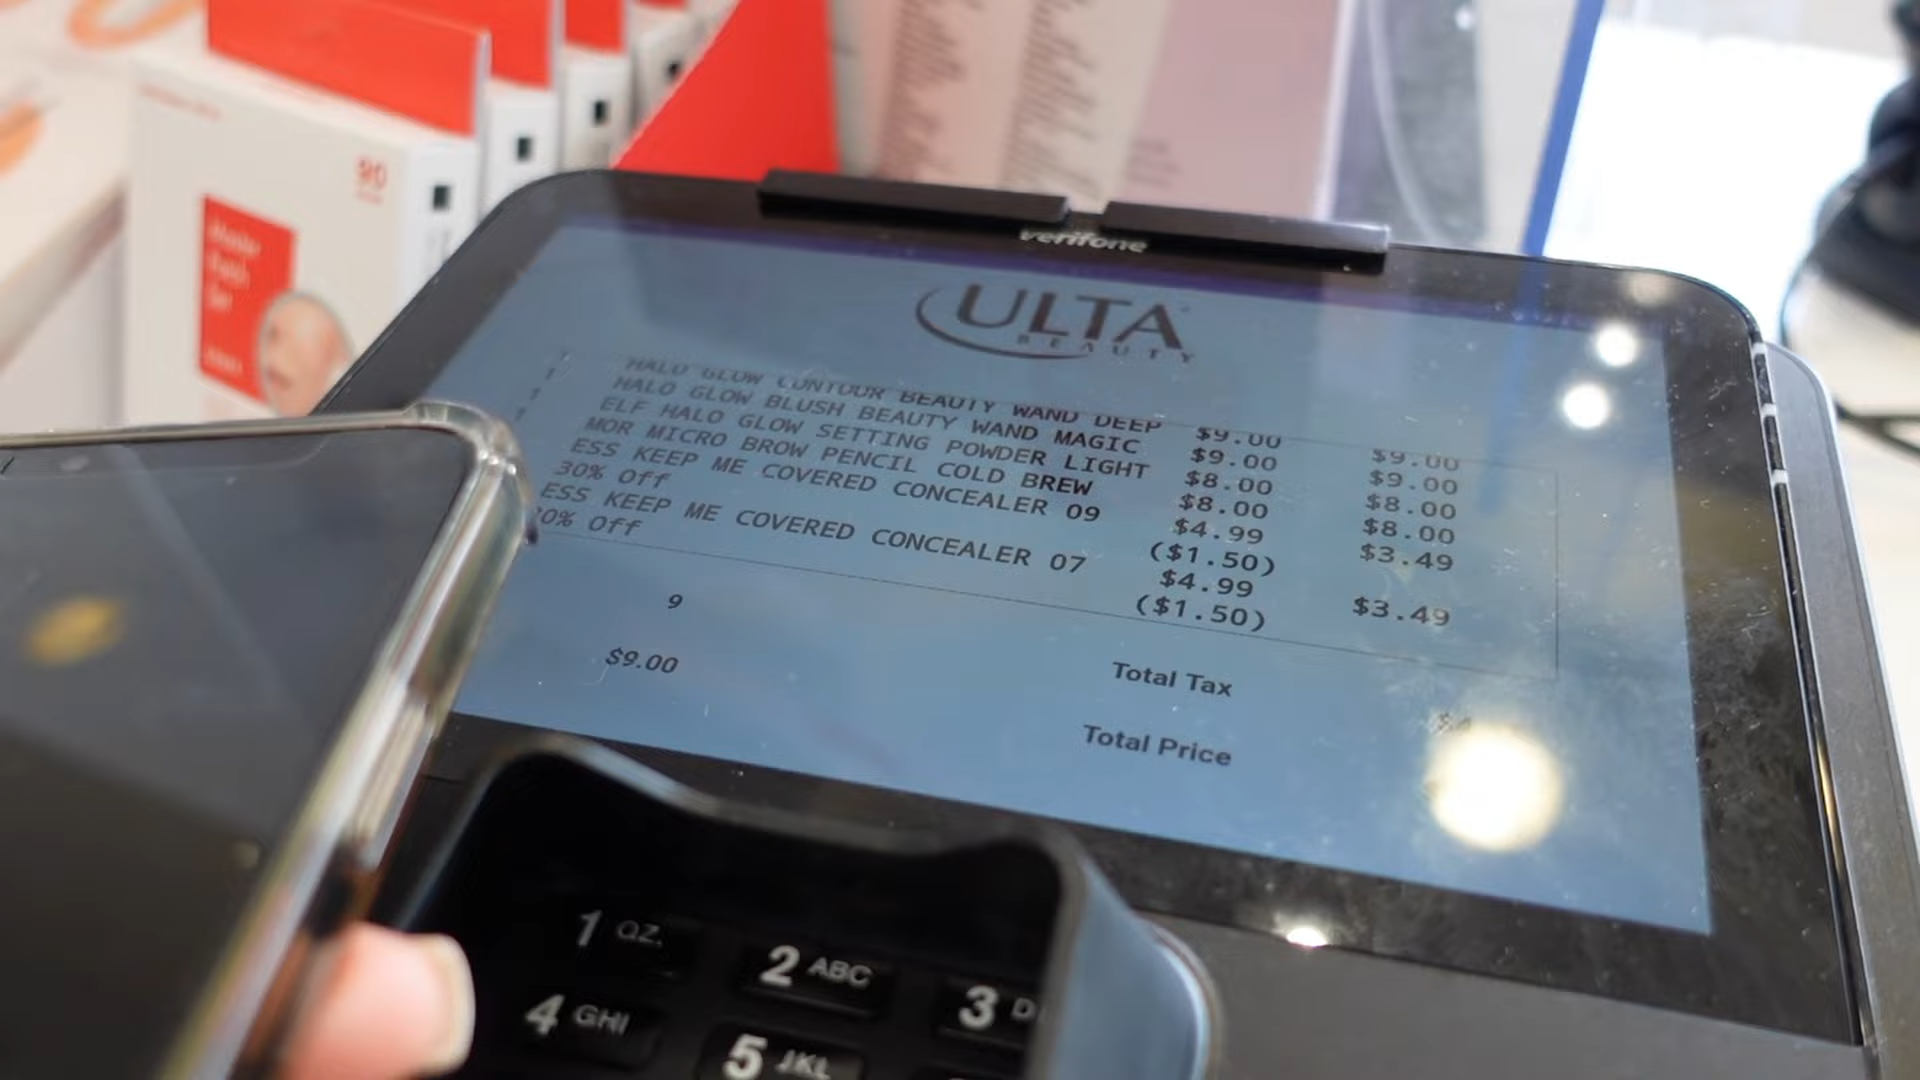 90
verifone
ULTA
BEAUTY
HALO GLOW CONTOUR BEAUTY WAND DEEP $9.00 $9.00
HALO GLOW BLUSH BEAUTY WAND MAGIC $9.00 $9.00
ELF HALO GLOW SETTING POWDER LIGHT $8.00 $8.00
MOR MICRO BROW PENCIL COLD BREW $8.00 $8.00
ESS KEEP ME COVERED CONCEALER 09 $4.99 $3.49
30% Off ($1.50)
ESS KEEP ME COVERED CONCEALER 07 $4.99 $3.49
0% Off ($1.50)
9
Total Tax
$9.00
Total Price
1 QZ.
2 ABC
3 D
4 GHI
5 JKL